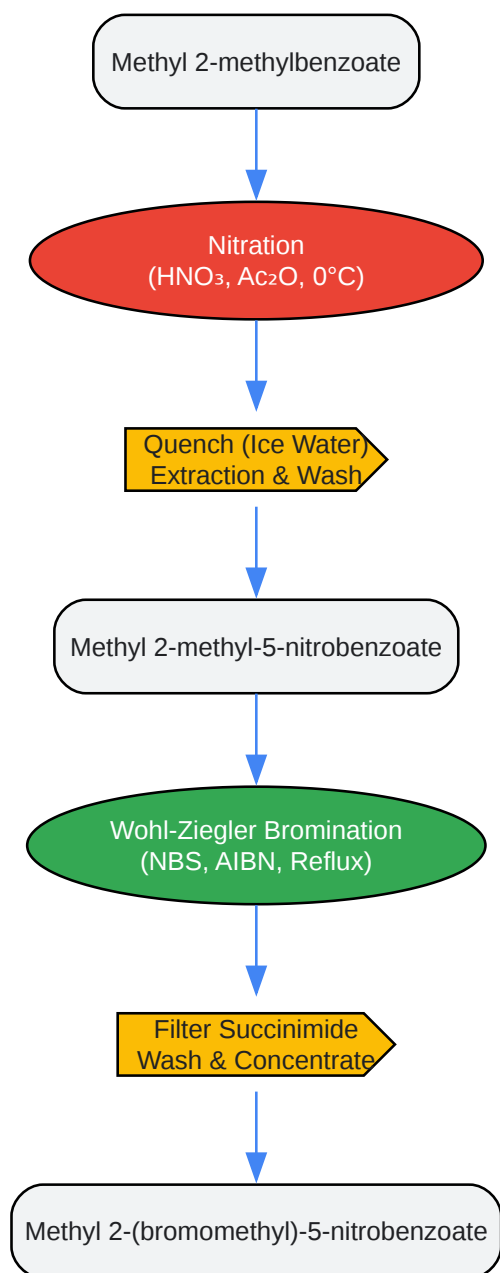 Methyl 2-methylbenzoate
Nitration
(HNO₃, Ac₂O, 0°C)
Quench (Ice Water)
Extraction & Wash
Methyl 2-methyl-5-nitrobenzoate
Wohl-Ziegler Bromination
(NBS, AIBN, Reflux)
Filter Succinimide
Wash & Concentrate
Methyl 2-(bromomethyl)-5-nitrobenzoate